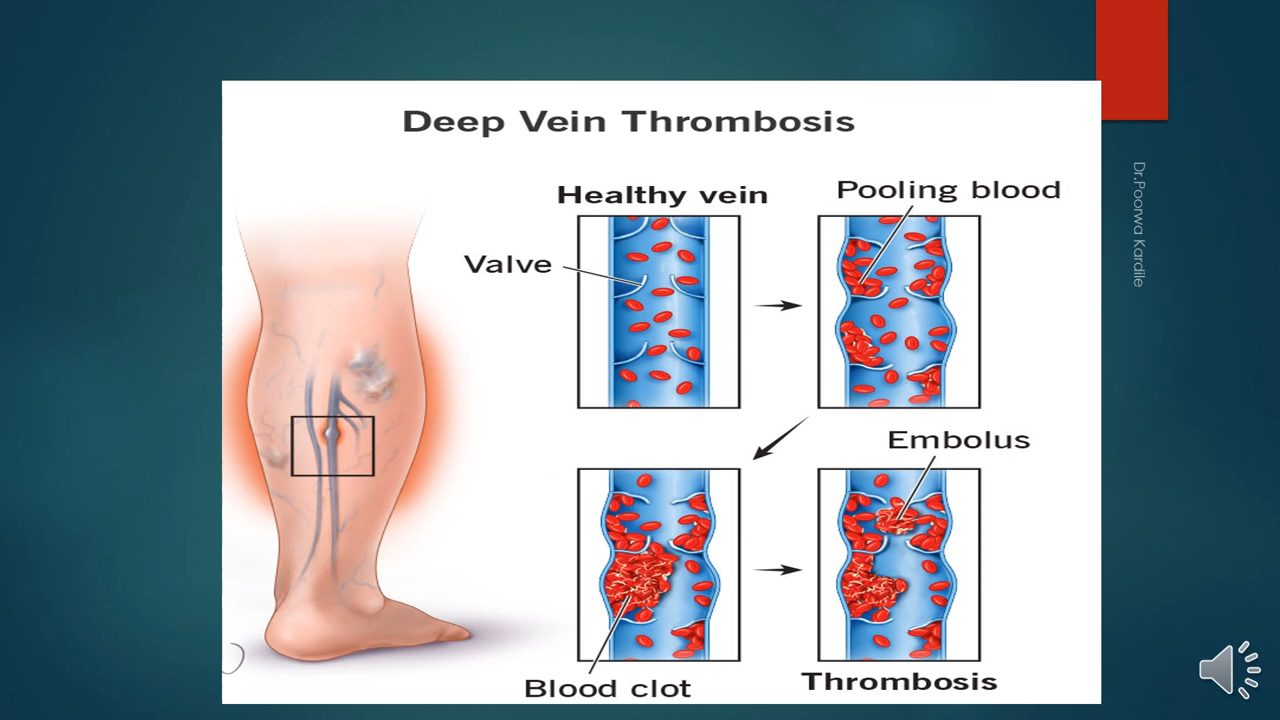 Deep Vein Thrombosis
Healthy vein
Pooling blood
Valve
Embolus
Blood clot
Thrombosis
Dr.Poorwa Kardile